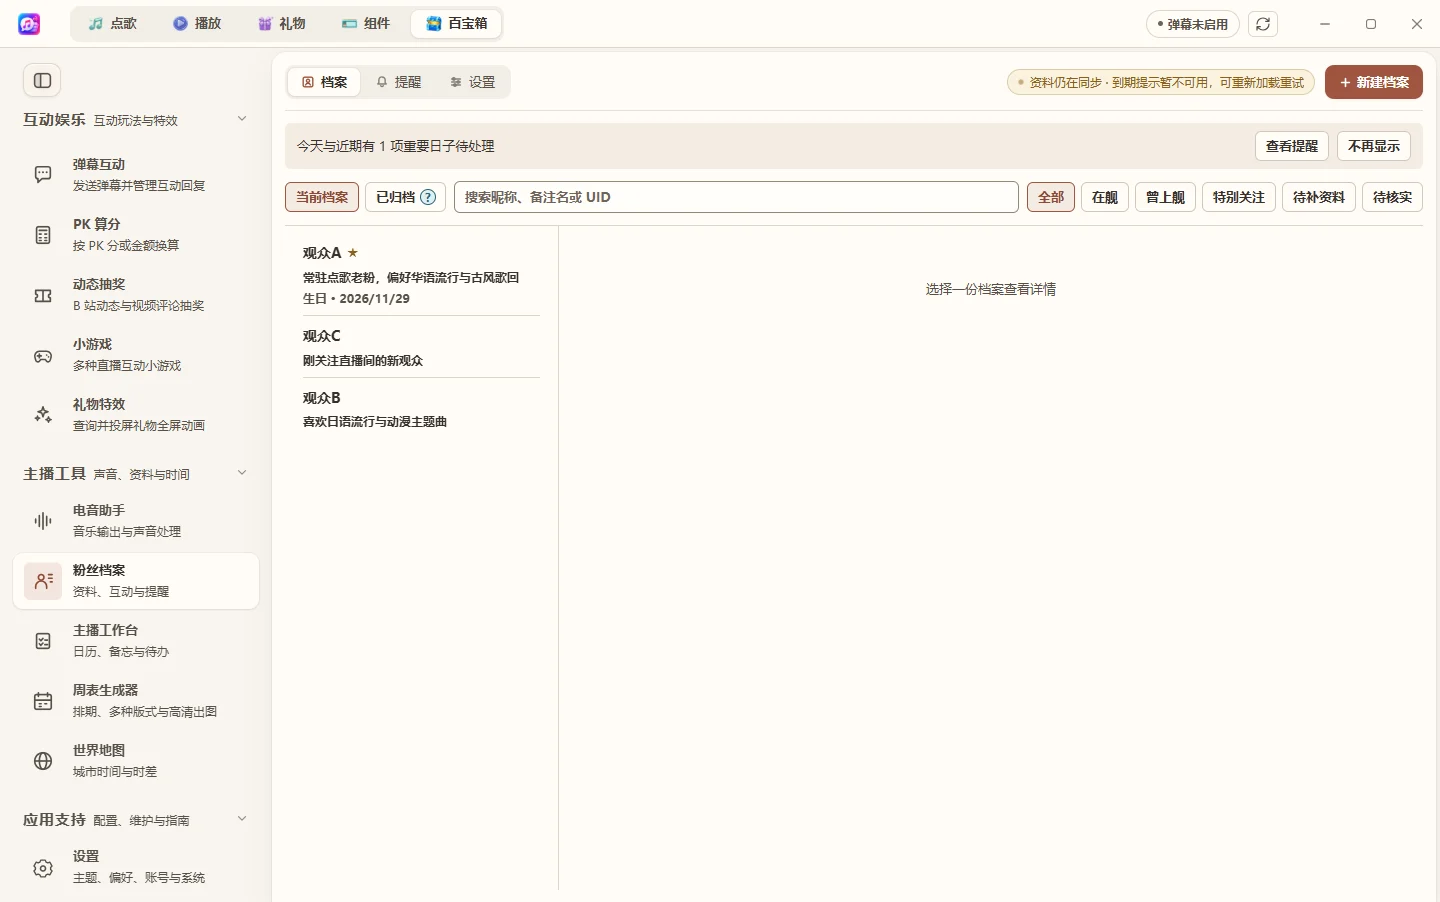 点歌
播放
礼物
组件
百宝箱
弹幕未启用
互动娱乐 互动玩法与特效
弹幕互动
发送弹幕并管理互动回复
PK 算分
按 PK 分或金额换算
动态抽奖
B 站动态与视频评论抽奖
小游戏
多种直播互动小游戏
礼物特效
查询并投屏礼物全屏动画
主播工具 声音、资料与时间
电音助手
音乐输出与声音处理
粉丝档案
资料、互动与提醒
主播工作台
日历、备忘与待办
周表生成器
排期、多种版式与高清出图
世界地图
城市时间与时差
应用支持 配置、维护与指南
设置
主题、偏好、账号与系统
档案
提醒
设置
资料仍在同步 · 到期提示暂不可用，可重新加载重试
+ 新建档案
今天与近期有 1 项重要日子待处理
查看提醒
不再显示
当前档案
已归档 ?
搜索昵称、备注名或 UID
全部
在舰
曾上舰
特别关注
待补资料
待核实
观众A ★
常驻点歌老粉，偏好华语流行与古风歌回
生日 • 2026/11/29
观众C
刚关注直播间的新观众
观众B
喜欢日语流行与动漫主题曲
选择一份档案查看详情